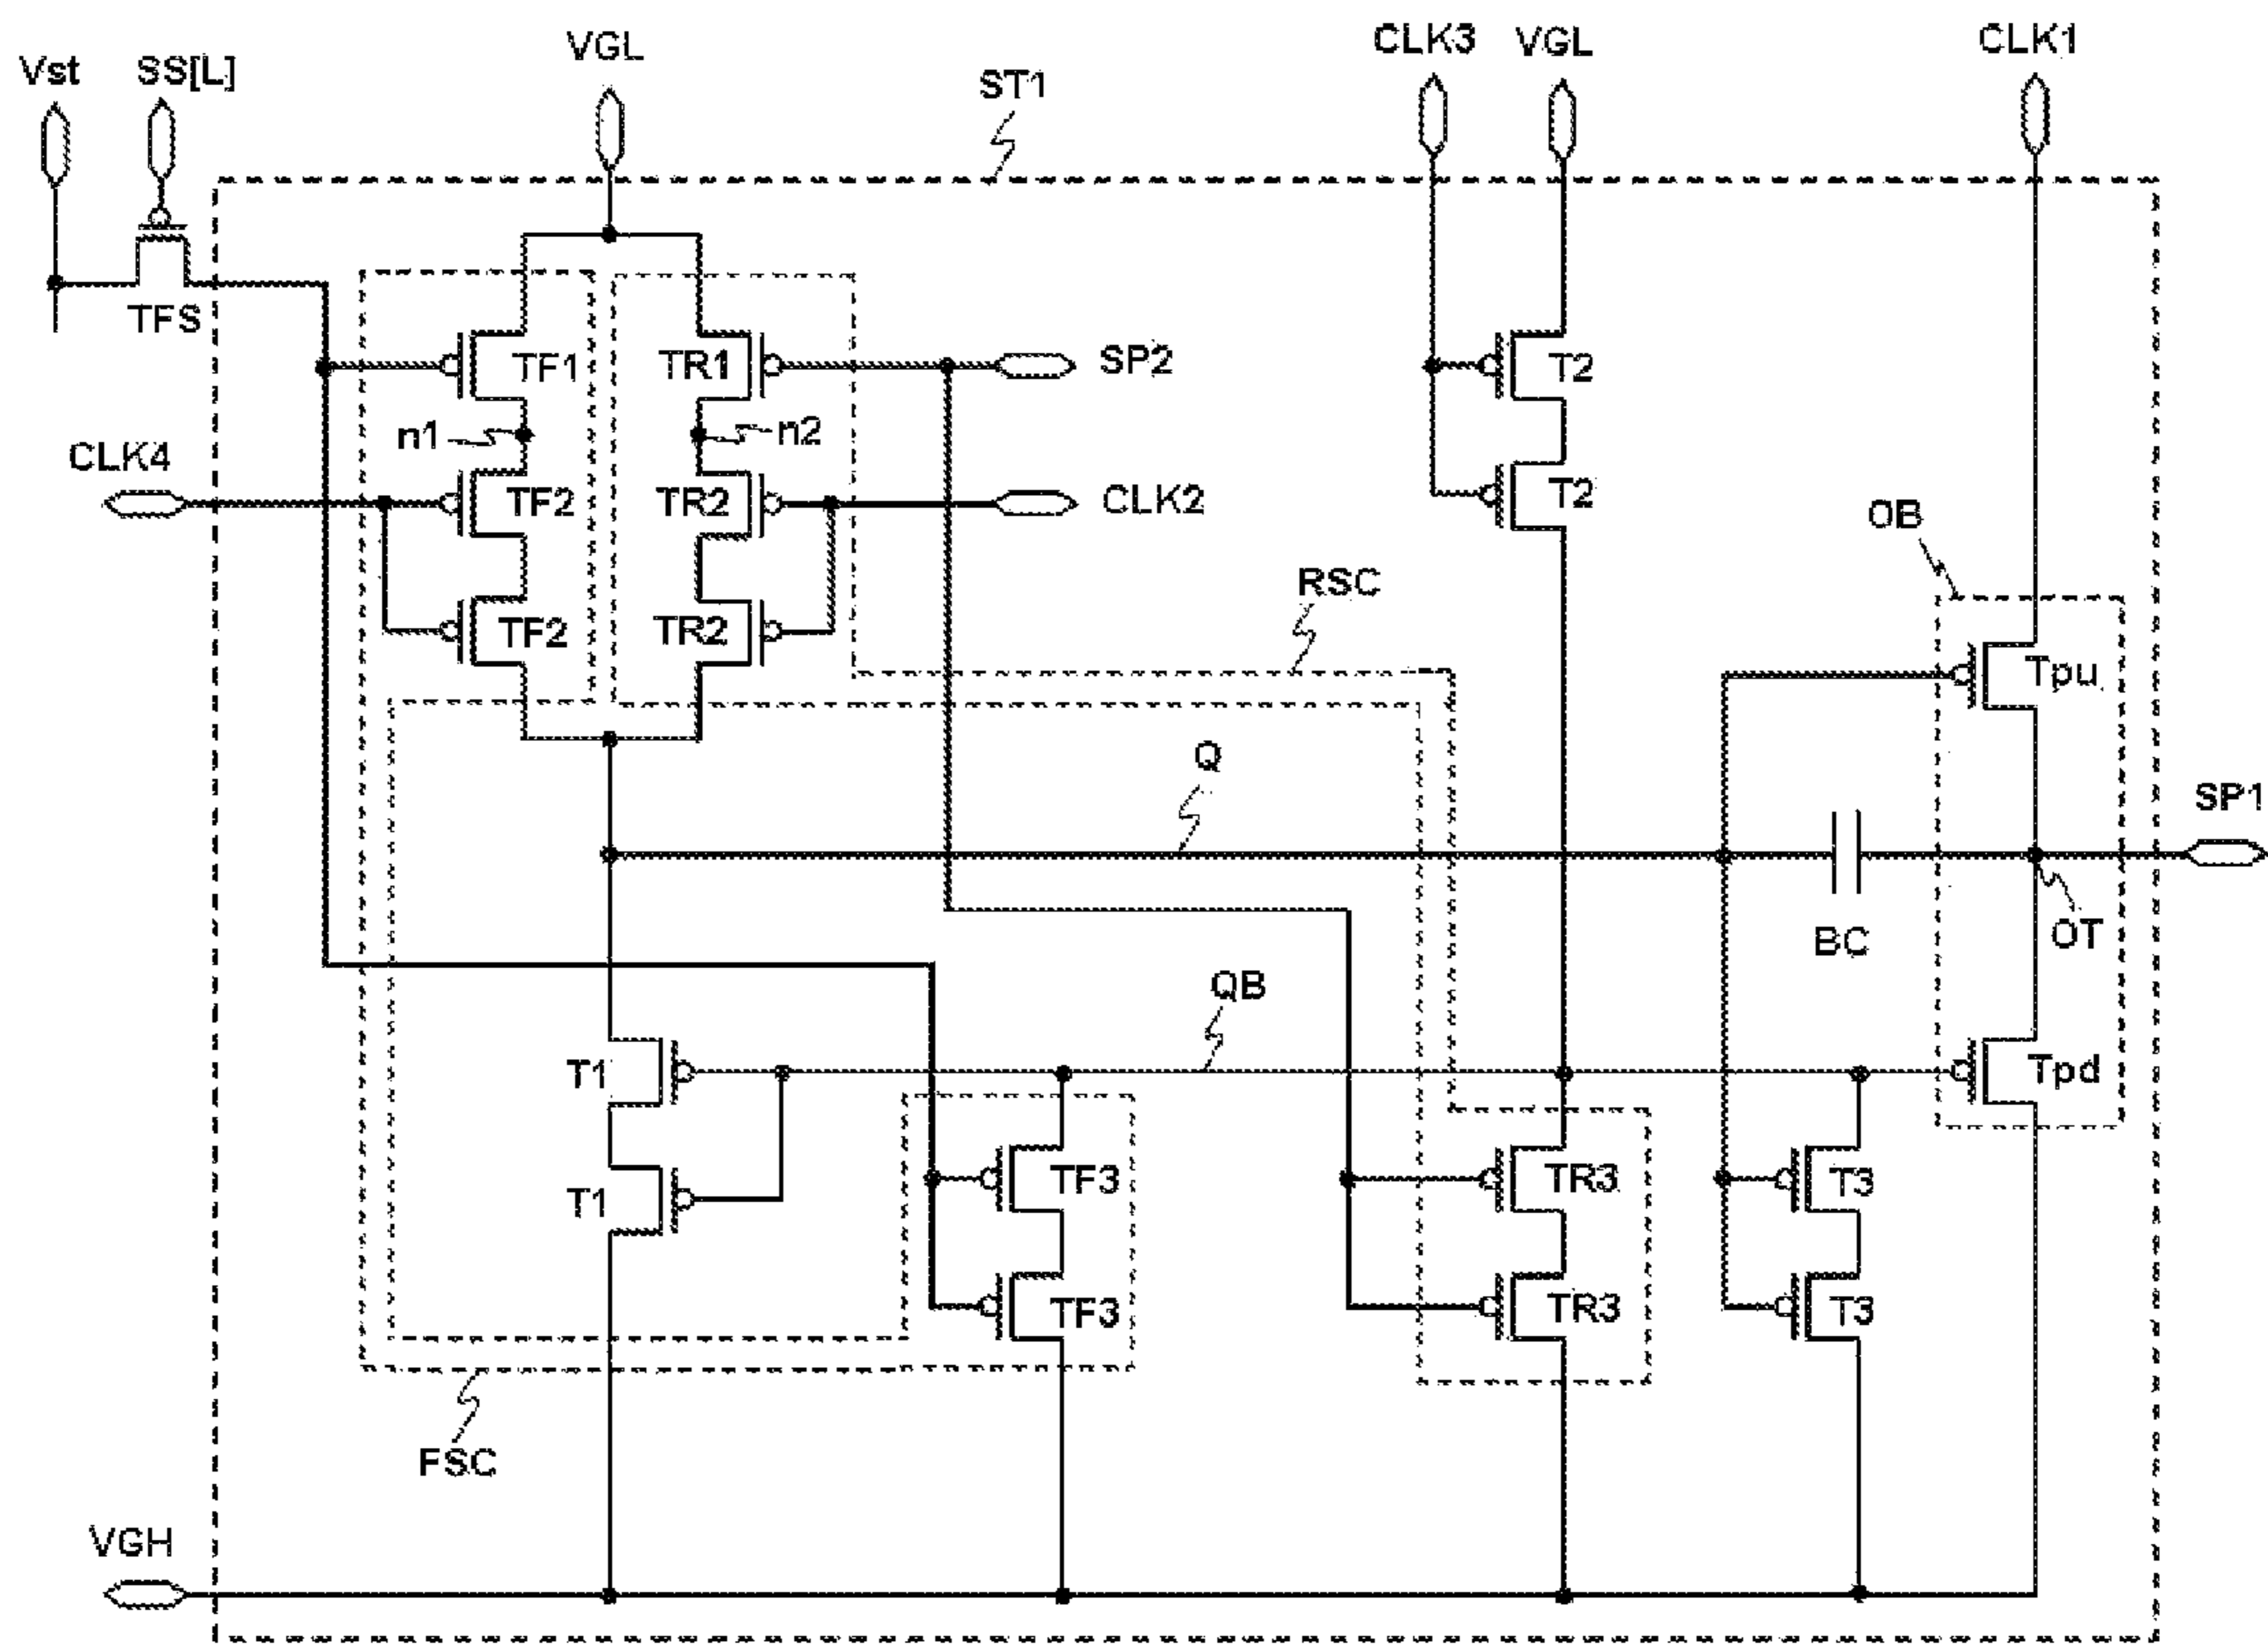 Vst
SS[L]
VGL
ST1
CLK3
VGL
CLK1
TFS
TF1
TR1
SP2
T2
n1
n2
CLK4
TF2
TR2
CLK2
T2
OB
RSC
TF2
TR2
Tpu
Q
SP1
BC
OT
QB
T1
Tpd
T1
TF3
TR3
T3
TF3
TR3
T3
FSC
VGH